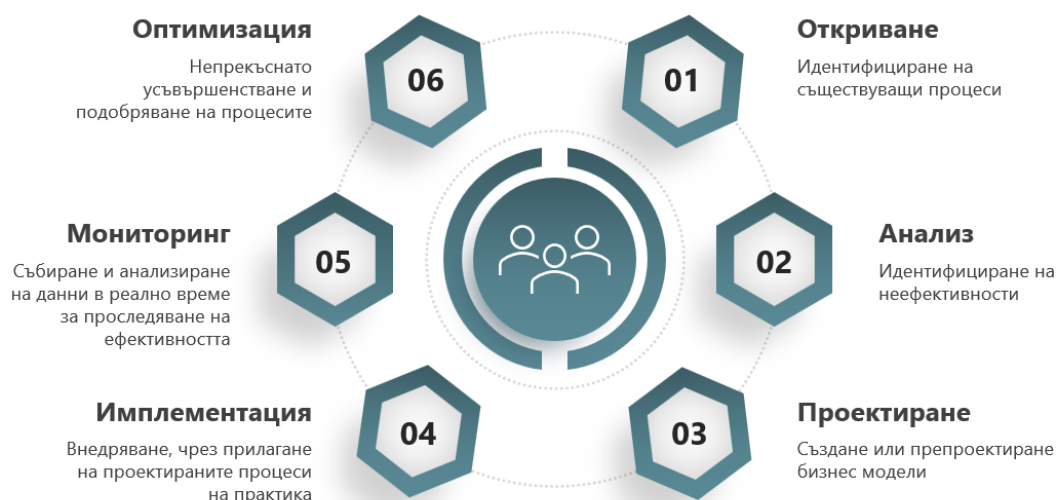 Откриване
Идентифициране на
съществуващи процеси
01
Анализ
Идентифициране на
неефективности
02
Проектиране
Създане или препроектиране
бизнес модели
03
Имплементация
Внедряване, чрез прилагане
на проектираните процеси
на практика
04
Мониторинг
Събиране и анализиране
на данни в реално време
за проследяване на
ефективността
05
Оптимизация
Непрекъснато
усъвършенстване и
подобряване на процесите
06